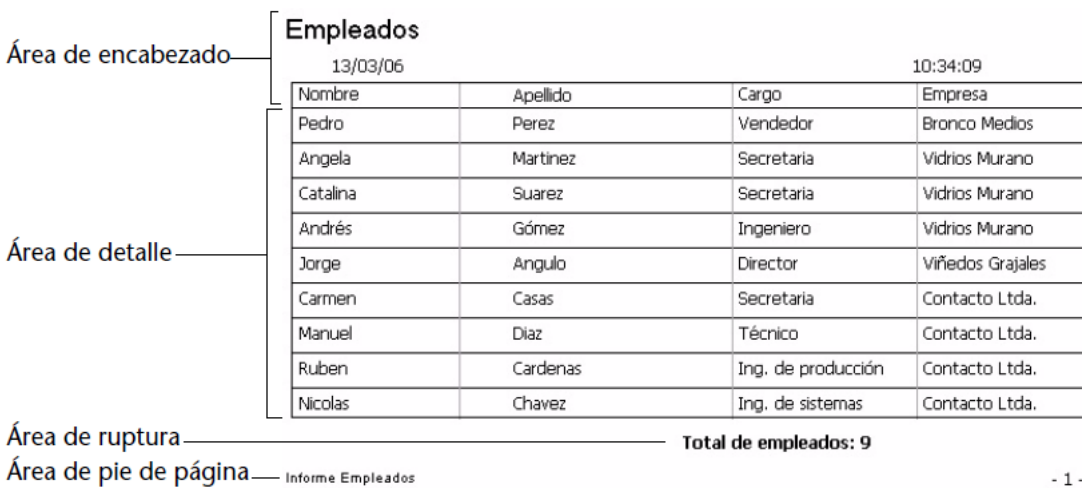 Empleados
Área de encabezado
13/03/06 10:34:09
Nombre Apellido Cargo Empresa
Pedro Perez Vendedor Bronco Medios
Angela Martinez Secretaria Vidrios Murano
Catalina Suarez Secretaria Vidrios Murano
Andrés Gómez Ingeniero Vidrios Murano
Área de detalle
Jorge Angulo Director Viñedos Grajales
Carmen Casas Secretaria Contacto Ltda.
Manuel Diaz Técnico Contacto Ltda.
Ruben Cardenas Ing. de producción Contacto Ltda.
Nicolas Chavez Ing. de sistemas Contacto Ltda.
Área de ruptura Total de empleados: 9
Área de pie de página Informe Empleados - 1 -